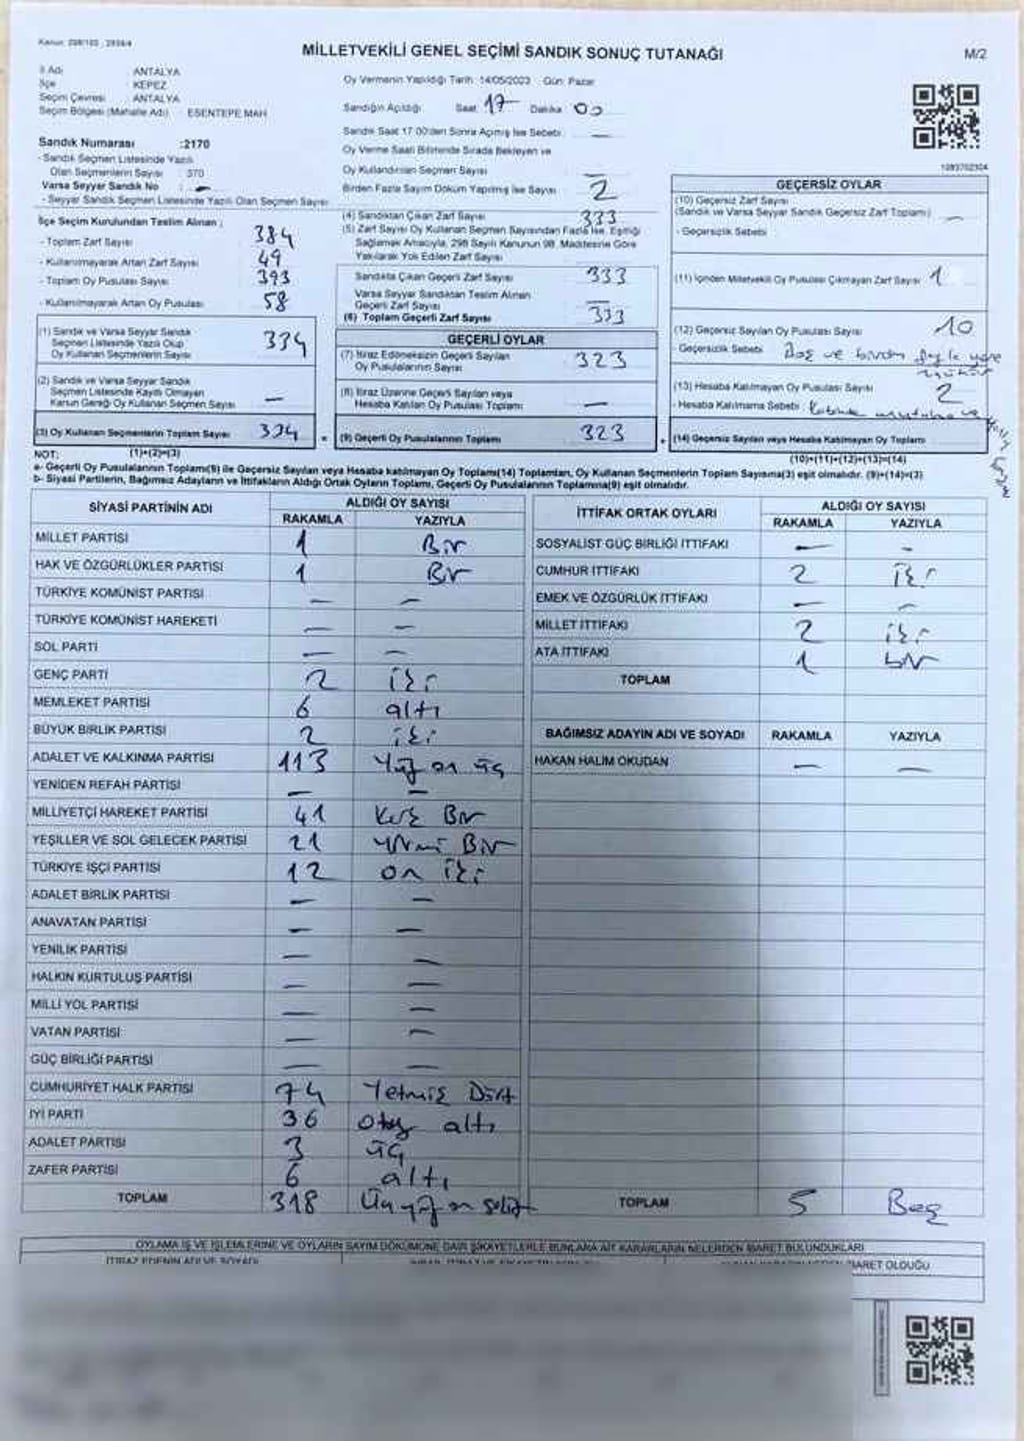 Kanun: 298/105 , 2839/4
MİLLETVEKİLİ GENEL SEÇİMİ SANDIK SONUÇ TUTANAĞI
M/2
İl Adı : ANTALYA
İlçe : KEPEZ
Seçim Çevresi : ANTALYA
Seçim Bölgesi (Mahalle Adı) : ESENTEPE MAH
Sandık Numarası :2170
- Sandık Seçmen Listesinde Yazılı
Olan Seçmenlerin Sayısı : 370
Varsa Seyyar Sandık No : —
- Seyyar Sandık Seçmen Listesinde Yazılı Olan Seçmen Sayısı
Oy Vermenin Yapıldığı Tarih: 14/05/2023 Gün: Pazar
Sandığın Açıldığı Saat 17 Dakika 00
Sandık Saat 17.00'den Sonra Açmış İse Sebebi: —
Oy Verme Saati Bitiminde Sırada Bekleyen ve
Oy Kullandırılan Seçmen Sayısı —
Birden Fazla Sayım Döküm Yapılmış İse Sayısı 2
1093702304
İlçe Seçim Kurulundan Teslim Alınan :
- Toplam Zarf Sayısı 384
- Kullanılmayarak Artan Zarf Sayısı 49
- Toplam Oy Pusulası Sayısı 393
- Kullanılmayarak Artan Oy Pusulası 58
(1) Sandık ve Varsa Seyyar Sandık
Seçmen Listesinde Yazılı Olup
Oy Kullanan Seçmenlerin Sayısı 334
(2) Sandık ve Varsa Seyyar Sandık
Seçmen Listesinde Kayıtlı Olmayan
Kanun Gereği Oy Kullanan Seçmen Sayısı —
(3) Oy Kullanan Seçmenlerin Toplam Sayısı 334 =
(1)+(2)=(3)
(4) Sandıktan Çıkan Zarf Sayısı 333
(5) Zarf Sayısı Oy Kullanan Seçmen Sayısından Fazla İse, Eşitliği
Sağlamak Amacıyla, 298 Sayılı Kanunun 98. Maddesine Göre
Yakılarak Yok Edilen Zarf Sayısı —
Sandıkta Çıkan Geçerli Zarf Sayısı 333
Varsa Seyyar Sandıktan Teslim Alınan
Geçerli Zarf Sayısı —
(6) Toplam Geçerli Zarf Sayısı 333
GEÇERLİ OYLAR
(7) İtiraz Edilmeksizin Geçerli Sayılan
Oy Pusulalarının Sayısı 323
(8) İtiraz Üzerine Geçerli Sayılan veya
Hesaba Katılan Oy Pusulası Toplamı —
(9) Geçerli Oy Pusulalarının Toplamı 323 +
GEÇERSİZ OYLAR
(10) Geçersiz Zarf Sayısı
(Sandık ve Varsa Seyyar Sandık Geçersiz Zarf Toplamı) —
- Geçersizlik Sebebi
(11) İçinden Milletvekili Oy Pusulası Çıkmayan Zarf Sayısı 1
(12) Geçersiz Sayılan Oy Pusulası Sayısı 10
- Geçersizlik Sebebi : Boş ve birden fazla yere
(13) Hesaba Katılmayan Oy Pusulası Sayısı 2
- Hesaba Katılmama Sebebi :
(14) Geçersiz Sayılan veya Hesaba Katılmayan Oy Toplamı
(10)+(11)+(12)+(13)=(14)
NOT:
a- Geçerli Oy Pusulalarının Toplamı(9) ile Geçersiz Sayılan veya Hesaba katılmayan Oy Toplamı(14) Toplamları, Oy Kullanan Seçmenlerin Toplam Sayısına(3) eşit olmalıdır. (9)+(14)=(3)
b- Siyasi Partilerin, Bağımsız Adayların ve İttifakların Aldığı Ortak Oyların Toplamı, Geçerli Oy Pusulalarının Toplamına(9) eşit olmalıdır.
SİYASİ PARTİNİN ADI ALDIĞI OY SAYISI
RAKAMLA YAZIYLA
MİLLET PARTİSİ 1 Bir
HAK VE ÖZGÜRLÜKLER PARTİSİ 1 Bir
TÜRKİYE KOMÜNİST PARTİSİ — —
TÜRKİYE KOMÜNİST HAREKETİ — —
SOL PARTİ — —
GENÇ PARTİ 2 iki
MEMLEKET PARTİSİ 6 altı
BÜYÜK BİRLİK PARTİSİ 2 iki
ADALET VE KALKINMA PARTİSİ 113 Yüz on üç
YENİDEN REFAH PARTİSİ — —
MİLLİYETÇİ HAREKET PARTİSİ 41 Kırk Bir
YEŞİLLER VE SOL GELECEK PARTİSİ 21 Yirmi Bir
TÜRKİYE İŞÇİ PARTİSİ 12 on iki
ADALET BİRLİK PARTİSİ — —
ANAVATAN PARTİSİ — —
YENİLİK PARTİSİ — —
HALKIN KURTULUŞ PARTİSİ — —
MİLLİ YOL PARTİSİ — —
VATAN PARTİSİ — —
GÜÇ BİRLİĞİ PARTİSİ — —
CUMHURİYET HALK PARTİSİ 74 Yetmiş Dört
İYİ PARTİ 36 otuz altı
ADALET PARTİSİ 3 üç
ZAFER PARTİSİ 6 altı
TOPLAM 318 Üç yüz on sekiz
İTTİFAK ORTAK OYLARI ALDIĞI OY SAYISI
RAKAMLA YAZIYLA
SOSYALİST GÜÇ BİRLİĞİ İTTİFAKI — —
CUMHUR İTTİFAKI 2 iki
EMEK VE ÖZGÜRLÜK İTTİFAKI — —
MİLLET İTTİFAKI 2 iki
ATA İTTİFAKI 1 bir
TOPLAM
BAĞIMSIZ ADAYIN ADI VE SOYADI RAKAMLA YAZIYLA
HAKAN HALİM OKUDAN — —
TOPLAM 5 Beş
OYLAMA İŞ VE İŞLEMLERİNE VE OYLARIN SAYIM DÖKÜMÜNE DAİR ŞİKAYETLERLE BUNLARA AİT KARARLARIN NELERDEN İBARET BULUNDUKLARI
İTİRAZ EDENİN ADI VE SOYADI